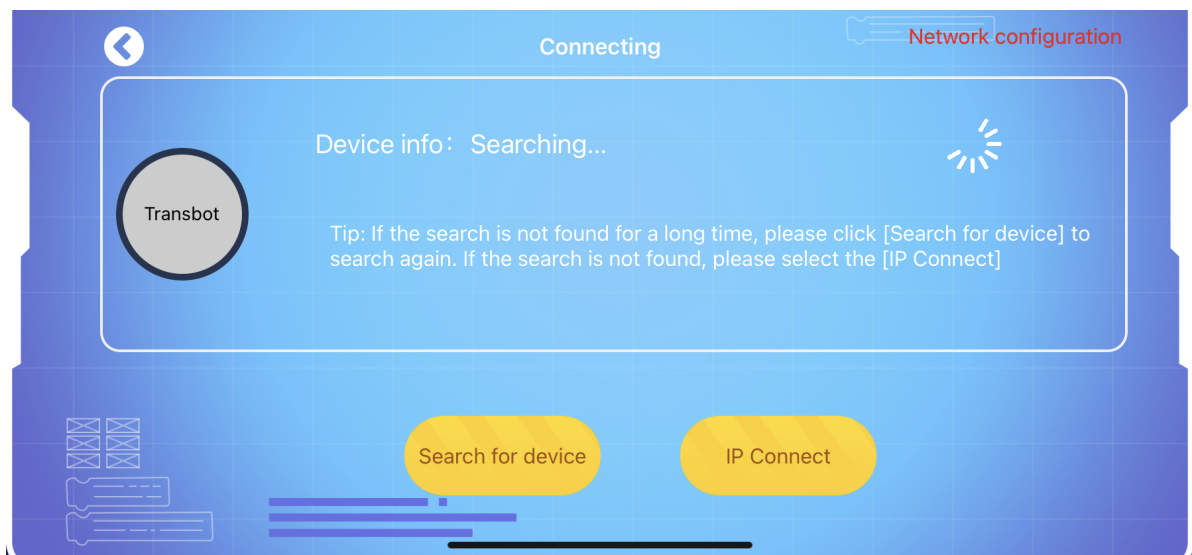 Connecting
Network configuration
Device info： Searching...
Transbot
Tip: If the search is not found for a long time, please click [Search for device] to
search again. If the search is not found, please select the [IP Connect]
Search for device
IP Connect